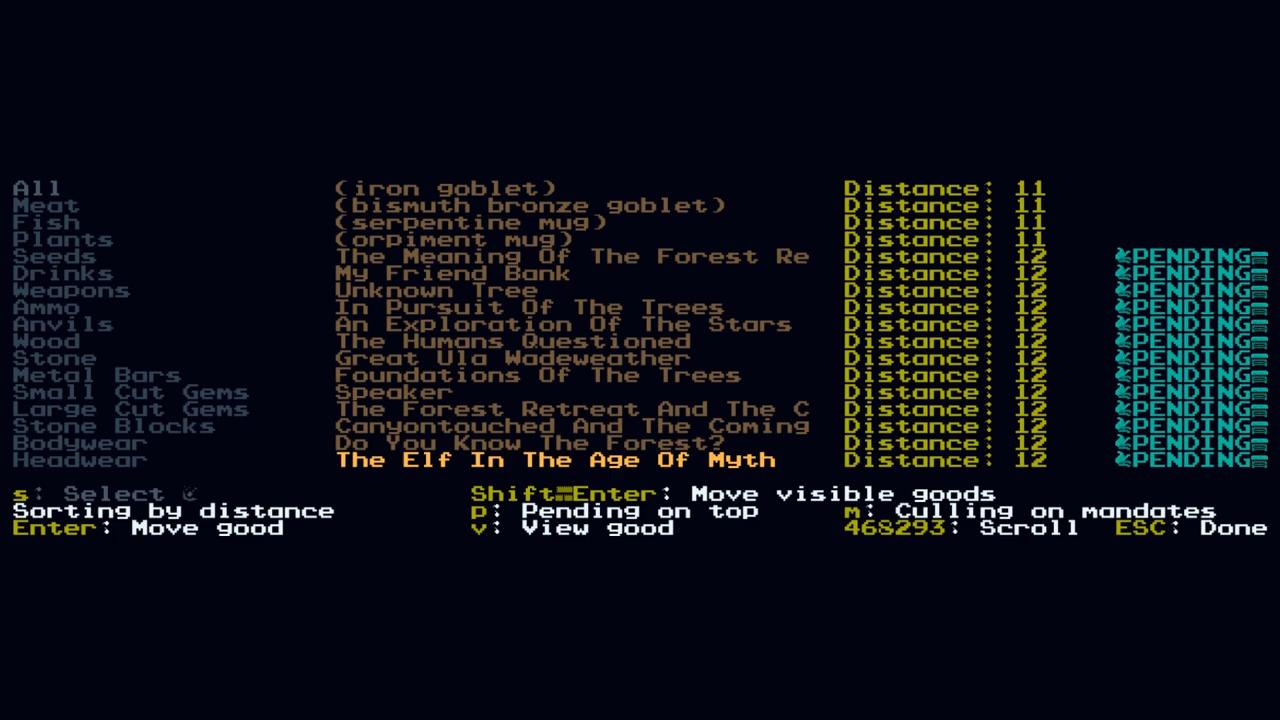 All (iron goblet) Distance: 11
Meat (bismuth bronze goblet) Distance: 11
Fish (serpentine mug) Distance: 11
Plants (orpiment mug) Distance: 11
Seeds The Meaning Of The Forest Re Distance: 12 PENDING
Drinks My Friend Bank Distance: 12 PENDING
Weapons Unknown Tree Distance: 12 PENDING
Ammo In Pursuit Of The Trees Distance: 12 PENDING
Anvils An Exploration Of The Stars Distance: 12 PENDING
Wood The Humans Questioned Distance: 12 PENDING
Stone Great Ula Wadeweather Distance: 12 PENDING
Metal Bars Foundations Of The Trees Distance: 12 PENDING
Small Cut Gems Speaker Distance: 12 PENDING
Large Cut Gems The Forest Retreat And The C Distance: 12 PENDING
Stone Blocks Canyontouched And The Coming Distance: 12 PENDING
Bodywear Do You Know The Forest? Distance: 12 PENDING
Headwear The Elf In The Age Of Myth Distance: 12 PENDING
s: Select Shift Enter: Move visible goods
Sorting by distance p: Pending on top m: Culling on mandates
Enter: Move good v: View good 468293: Scroll ESC: Done